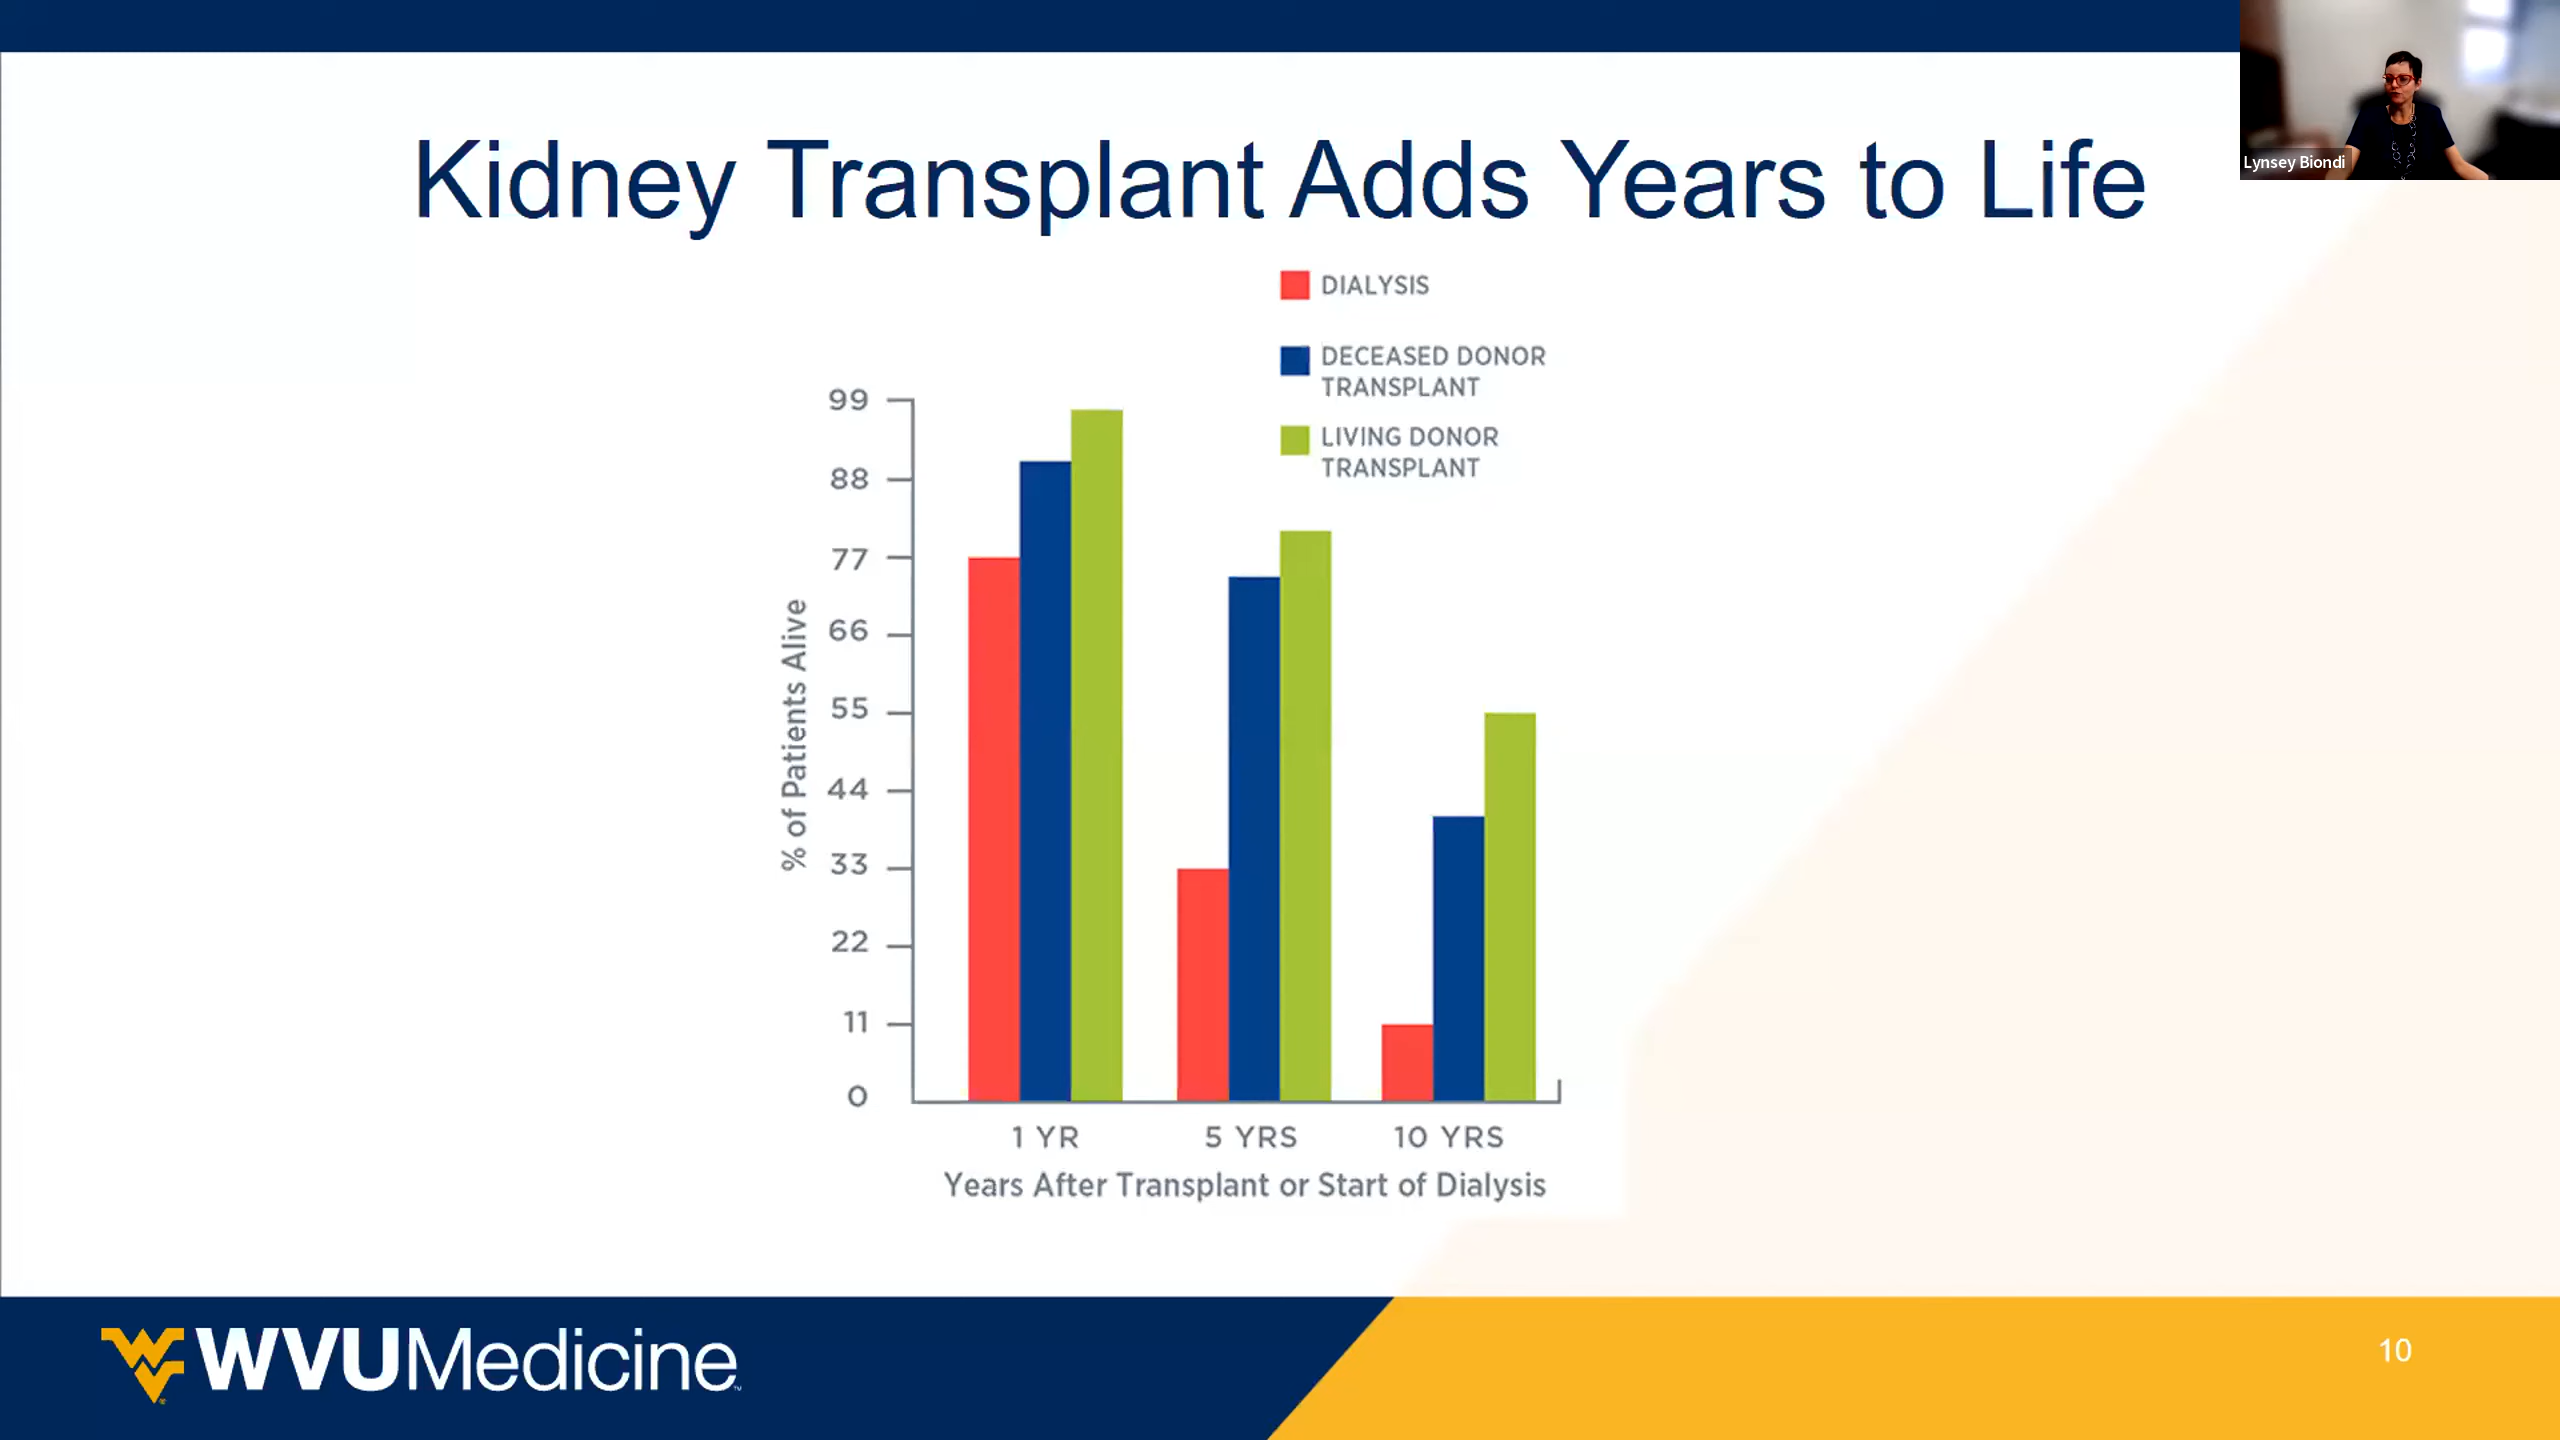 Lynsey Biondi
Kidney Transplant Adds Years to Life
DIALYSIS
DECEASED DONOR
TRANSPLANT
LIVING DONOR
TRANSPLANT
% of Patients Alive
99
88
77
66
55
44
33
22
11
0
1 YR
5 YRS
10 YRS
Years After Transplant or Start of Dialysis
WVUMedicine™
10